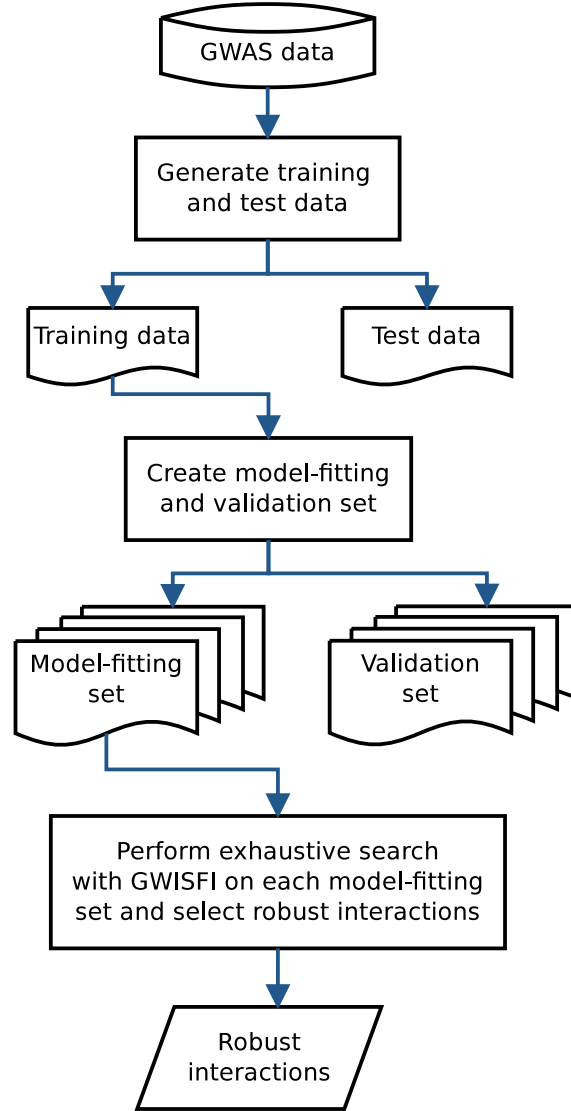 GWAS data
Generate training
and test data
Training data
Test data
Create model-fitting
and validation set
Model-fitting
set
Validation
set
Perform exhaustive search
with GWISFI on each model-fitting
set and select robust interactions
Robust
interactions